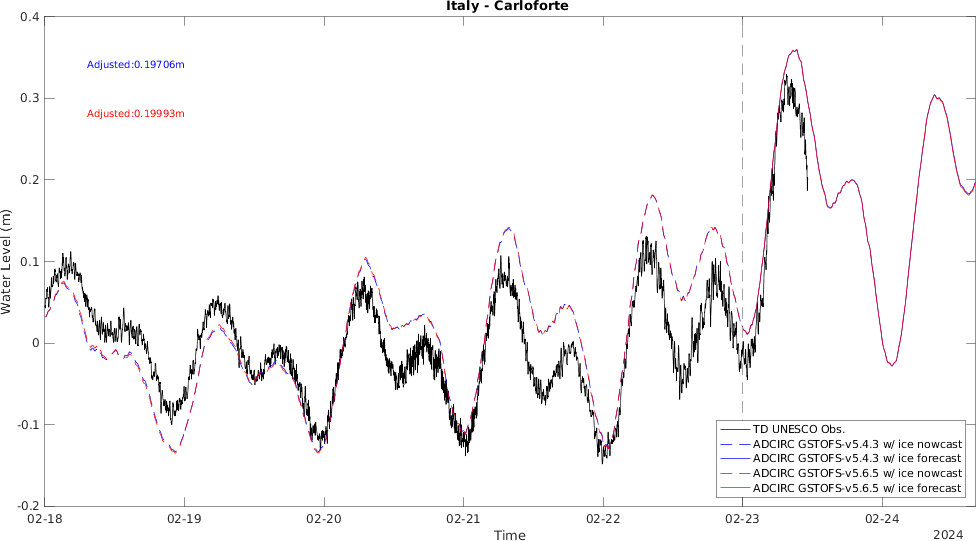 Italy - Carloforte
0.4
Adjusted:0.19706m
0.3
Adjusted:0.19993m
0.2
0.1
0
-0.1
-0.2
Water Level (m)
TD UNESCO Obs.
ADCIRC GSTOFS-v5.4.3 w/ ice nowcast
ADCIRC GSTOFS-v5.4.3 w/ ice forecast
ADCIRC GSTOFS-v5.6.5 w/ ice nowcast
ADCIRC GSTOFS-v5.6.5 w/ ice forecast
02-18 02-19 02-20 02-21 02-22 02-23 02-24
Time
2024